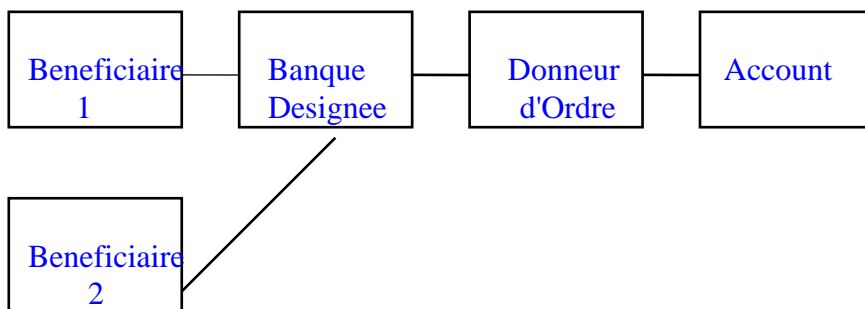 Beneficiaire
1
Banque
Designee
Donneur
d'Ordre
Account
Beneficiaire
2